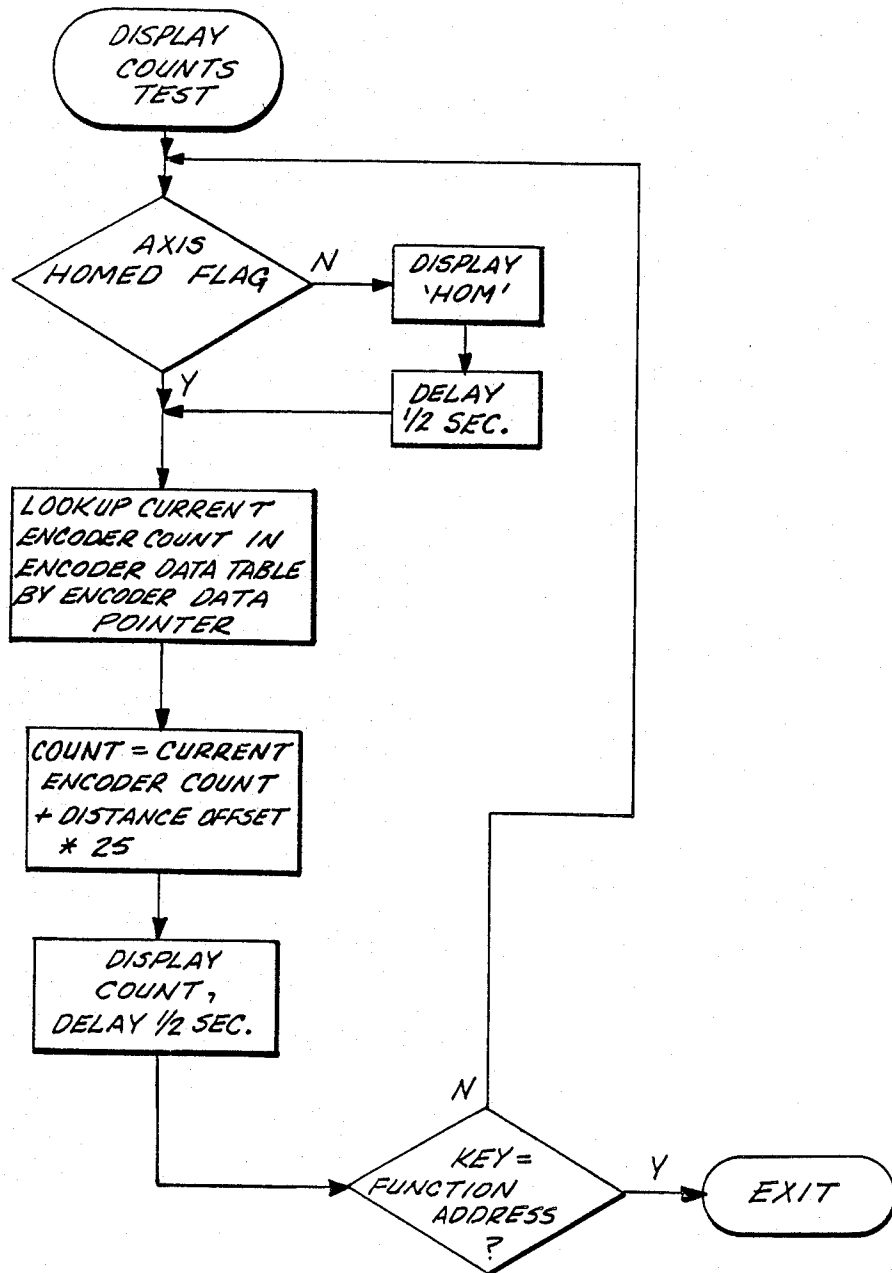 DISPLAY
COUNTS
TEST
AXIS
HOMED FLAG
N
DISPLAY
'HOM'
Y
DELAY
1/2 SEC.
LOOKUP CURRENT
ENCODER COUNT IN
ENCODER DATA TABLE
BY ENCODER DATA
POINTER
COUNT = CURRENT
ENCODER COUNT
+ DISTANCE OFFSET
* 25
DISPLAY
COUNT,
DELAY 1/2 SEC.
N
KEY =
FUNCTION
ADDRESS
?
Y
EXIT